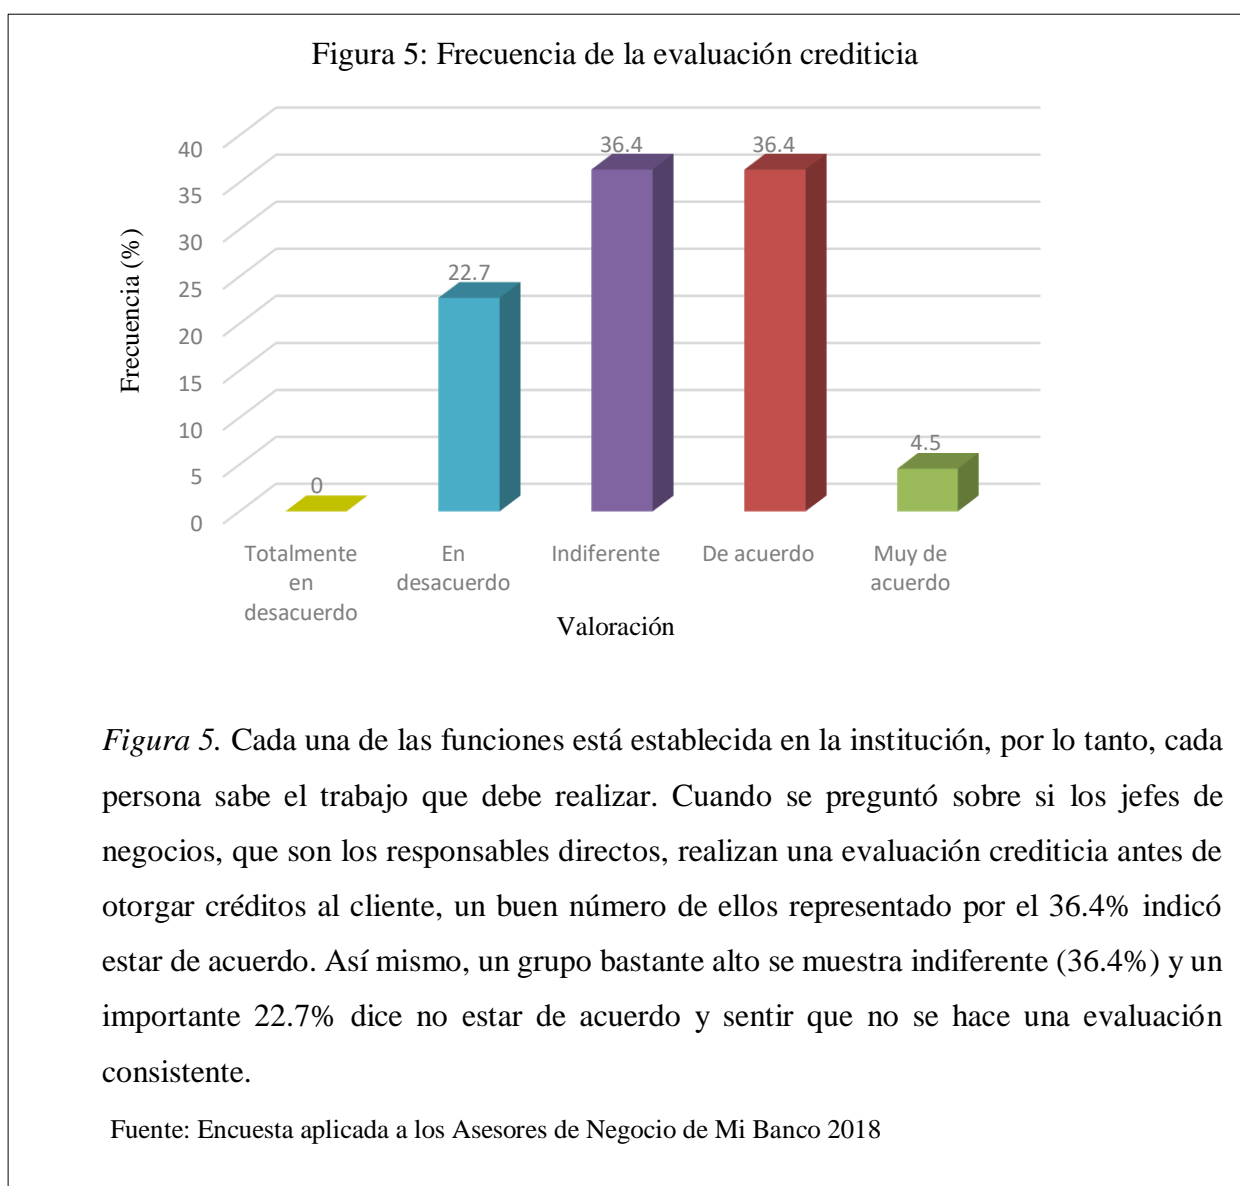 Figura 5: Frecuencia de la evaluación crediticia
Frecuencia (%)
40
35
30
25
20
15
10
5
0
0
22.7
36.4
36.4
4.5
Totalmente
en
desacuerdo
En
desacuerdo
Indiferente
De acuerdo
Muy de
acuerdo
Valoración
Figura 5. Cada una de las funciones está establecida en la institución, por lo tanto, cada
persona sabe el trabajo que debe realizar. Cuando se preguntó sobre si los jefes de
negocios, que son los responsables directos, realizan una evaluación crediticia antes de
otorgar créditos al cliente, un buen número de ellos representado por el 36.4% indicó
estar de acuerdo. Así mismo, un grupo bastante alto se muestra indiferente (36.4%) y un
importante 22.7% dice no estar de acuerdo y sentir que no se hace una evaluación
consistente.
Fuente: Encuesta aplicada a los Asesores de Negocio de Mi Banco 2018